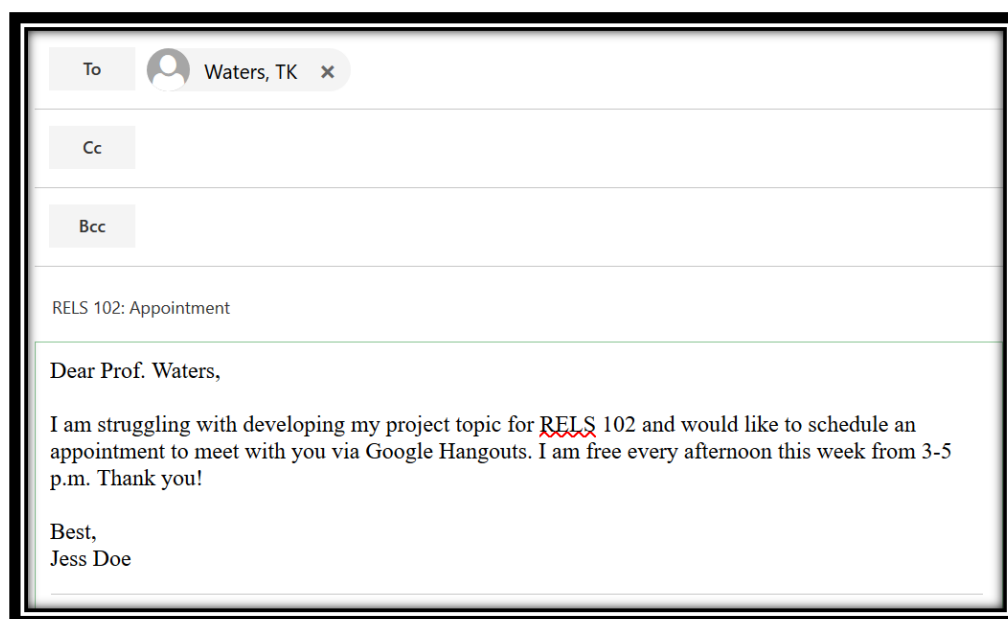 To Waters, TK ×
Cc
Bcc
RELS 102: Appointment
Dear Prof. Waters,
I am struggling with developing my project topic for RELS 102 and would like to schedule an
appointment to meet with you via Google Hangouts. I am free every afternoon this week from 3-5
p.m. Thank you!
Best,
Jess Doe